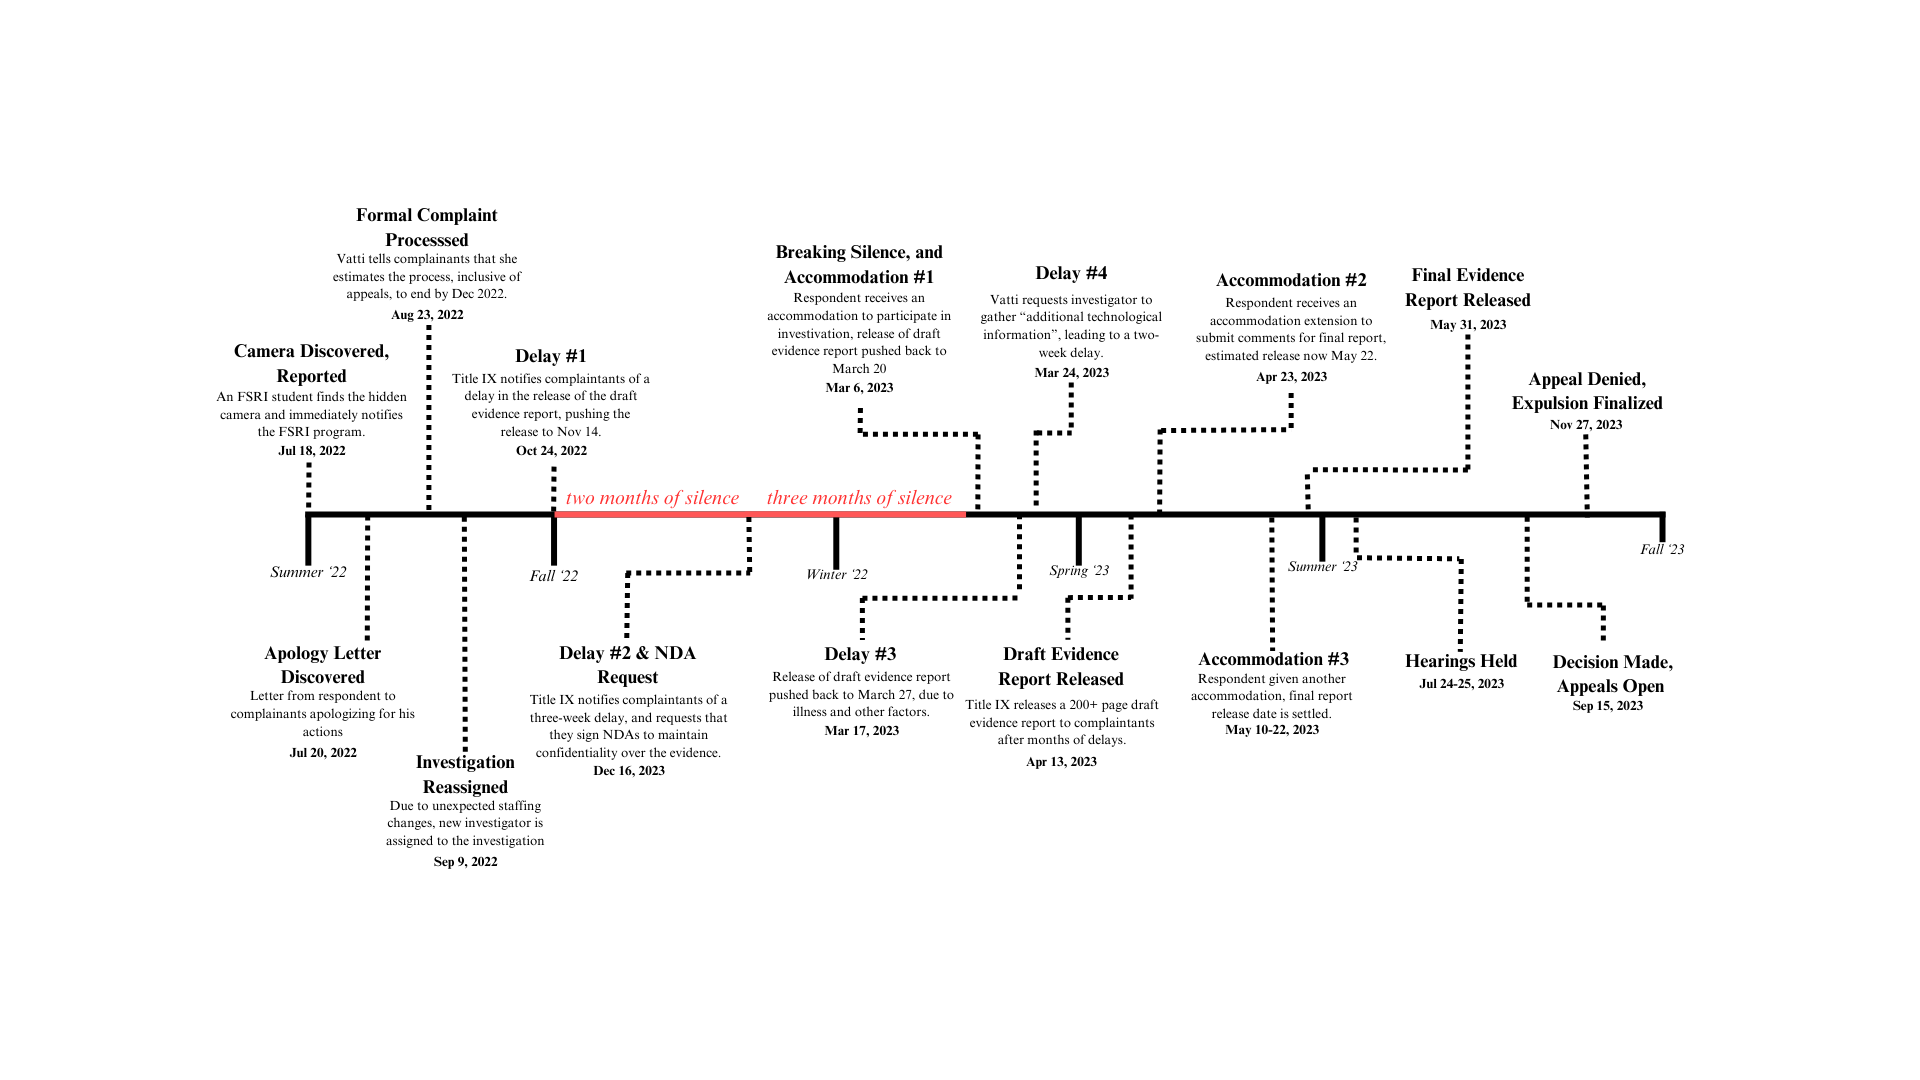 Formal Complaint
Processsed
Vatti tells complainants that she
estimates the process, inclusive of
appeals, to end by Dec 2022.
Aug 23, 2022
Camera Discovered,
Reported
An FSRI student finds the hidden
camera and immediately notifies
the FSRI program.
Jul 18, 2022
Delay #1
Title IX notifies complaintants of a
delay in the release of the draft
evidence report, pushing the
release to Nov 14.
Oct 24, 2022
Breaking Silence, and
Accommodation #1
Respondent receives an
accommodation to participate in
investivation, release of draft
evidence report pushed back to
March 20
Mar 6, 2023
Delay #4
Vatti requests investigator to
gather “additional technological
information”, leading to a two-
week delay.
Mar 24, 2023
Accommodation #2
Respondent receives an
accommodation extension to
submit comments for final report,
estimated release now May 22.
Apr 23, 2023
Final Evidence
Report Released
May 31, 2023
Appeal Denied,
Expulsion Finalized
Nov 27, 2023
two months of silence
three months of silence
Summer ‘22
Fall ‘22
Winter ‘22
Spring ‘23
Summer ‘23
Fall ‘23
Apology Letter
Discovered
Letter from respondent to
complainants apologizing for his
actions
Jul 20, 2022
Investigation
Reassigned
Due to unexpected staffing
changes, new investigator is
assigned to the investigation
Sep 9, 2022
Delay #2 & NDA
Request
Title IX notifies complaintants of a
three-week delay, and requests that
they sign NDAs to maintain
confidentiality over the evidence.
Dec 16, 2023
Delay #3
Release of draft evidence report
pushed back to March 27, due to
illness and other factors.
Mar 17, 2023
Draft Evidence
Report Released
Title IX releases a 200+ page draft
evidence report to complaintants
after months of delays.
Apr 13, 2023
Accommodation #3
Respondent given another
accommodation, final report
release date is settled.
May 10-22, 2023
Hearings Held
Jul 24-25, 2023
Decision Made,
Appeals Open
Sep 15, 2023